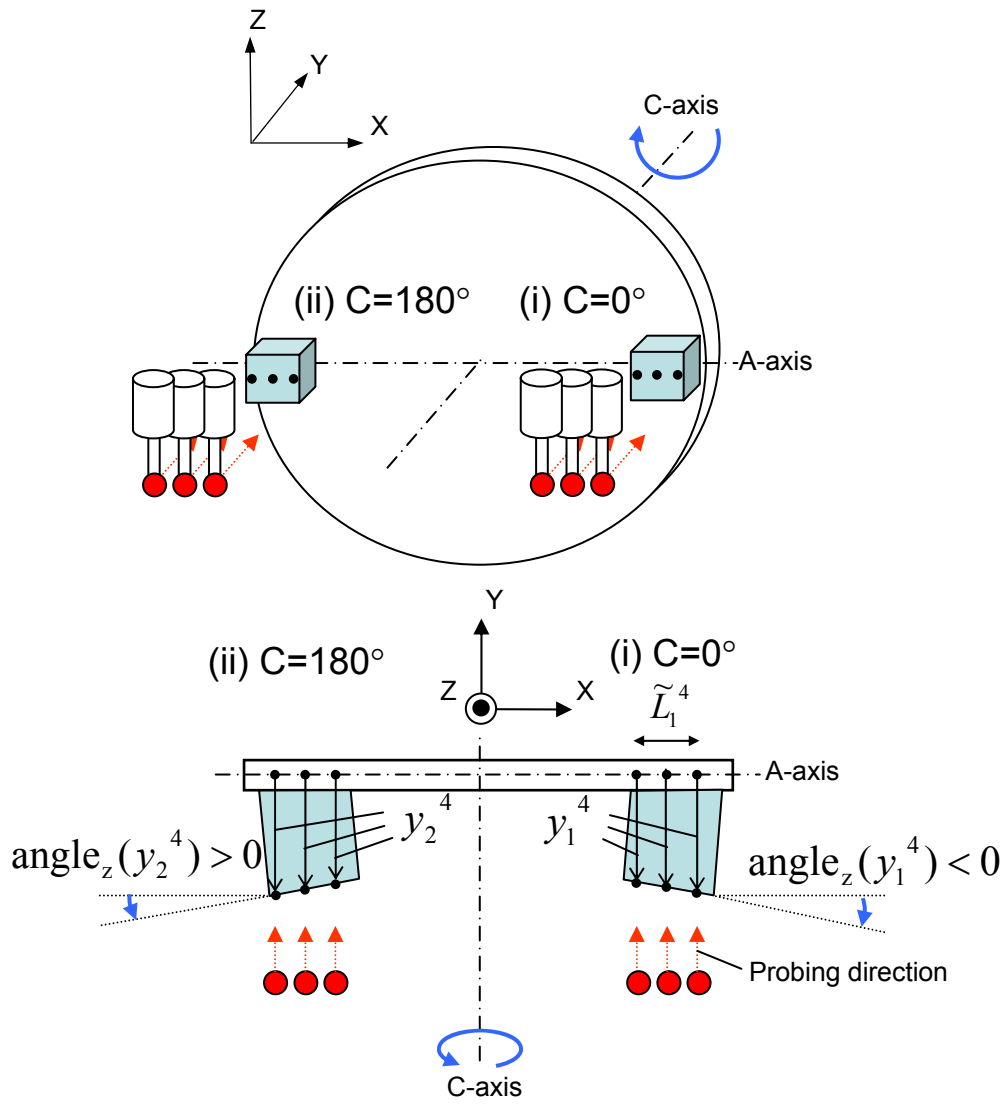 Z
Y
X
C-axis
(ii) C=180°
(i) C=0°
A-axis
Y
(ii) C=180°
(i) C=0°
Z
X
L̃₁⁴
A-axis
y₂⁴
y₁⁴
angle_z(y₂⁴) > 0
angle_z(y₁⁴) < 0
Probing direction
C-axis